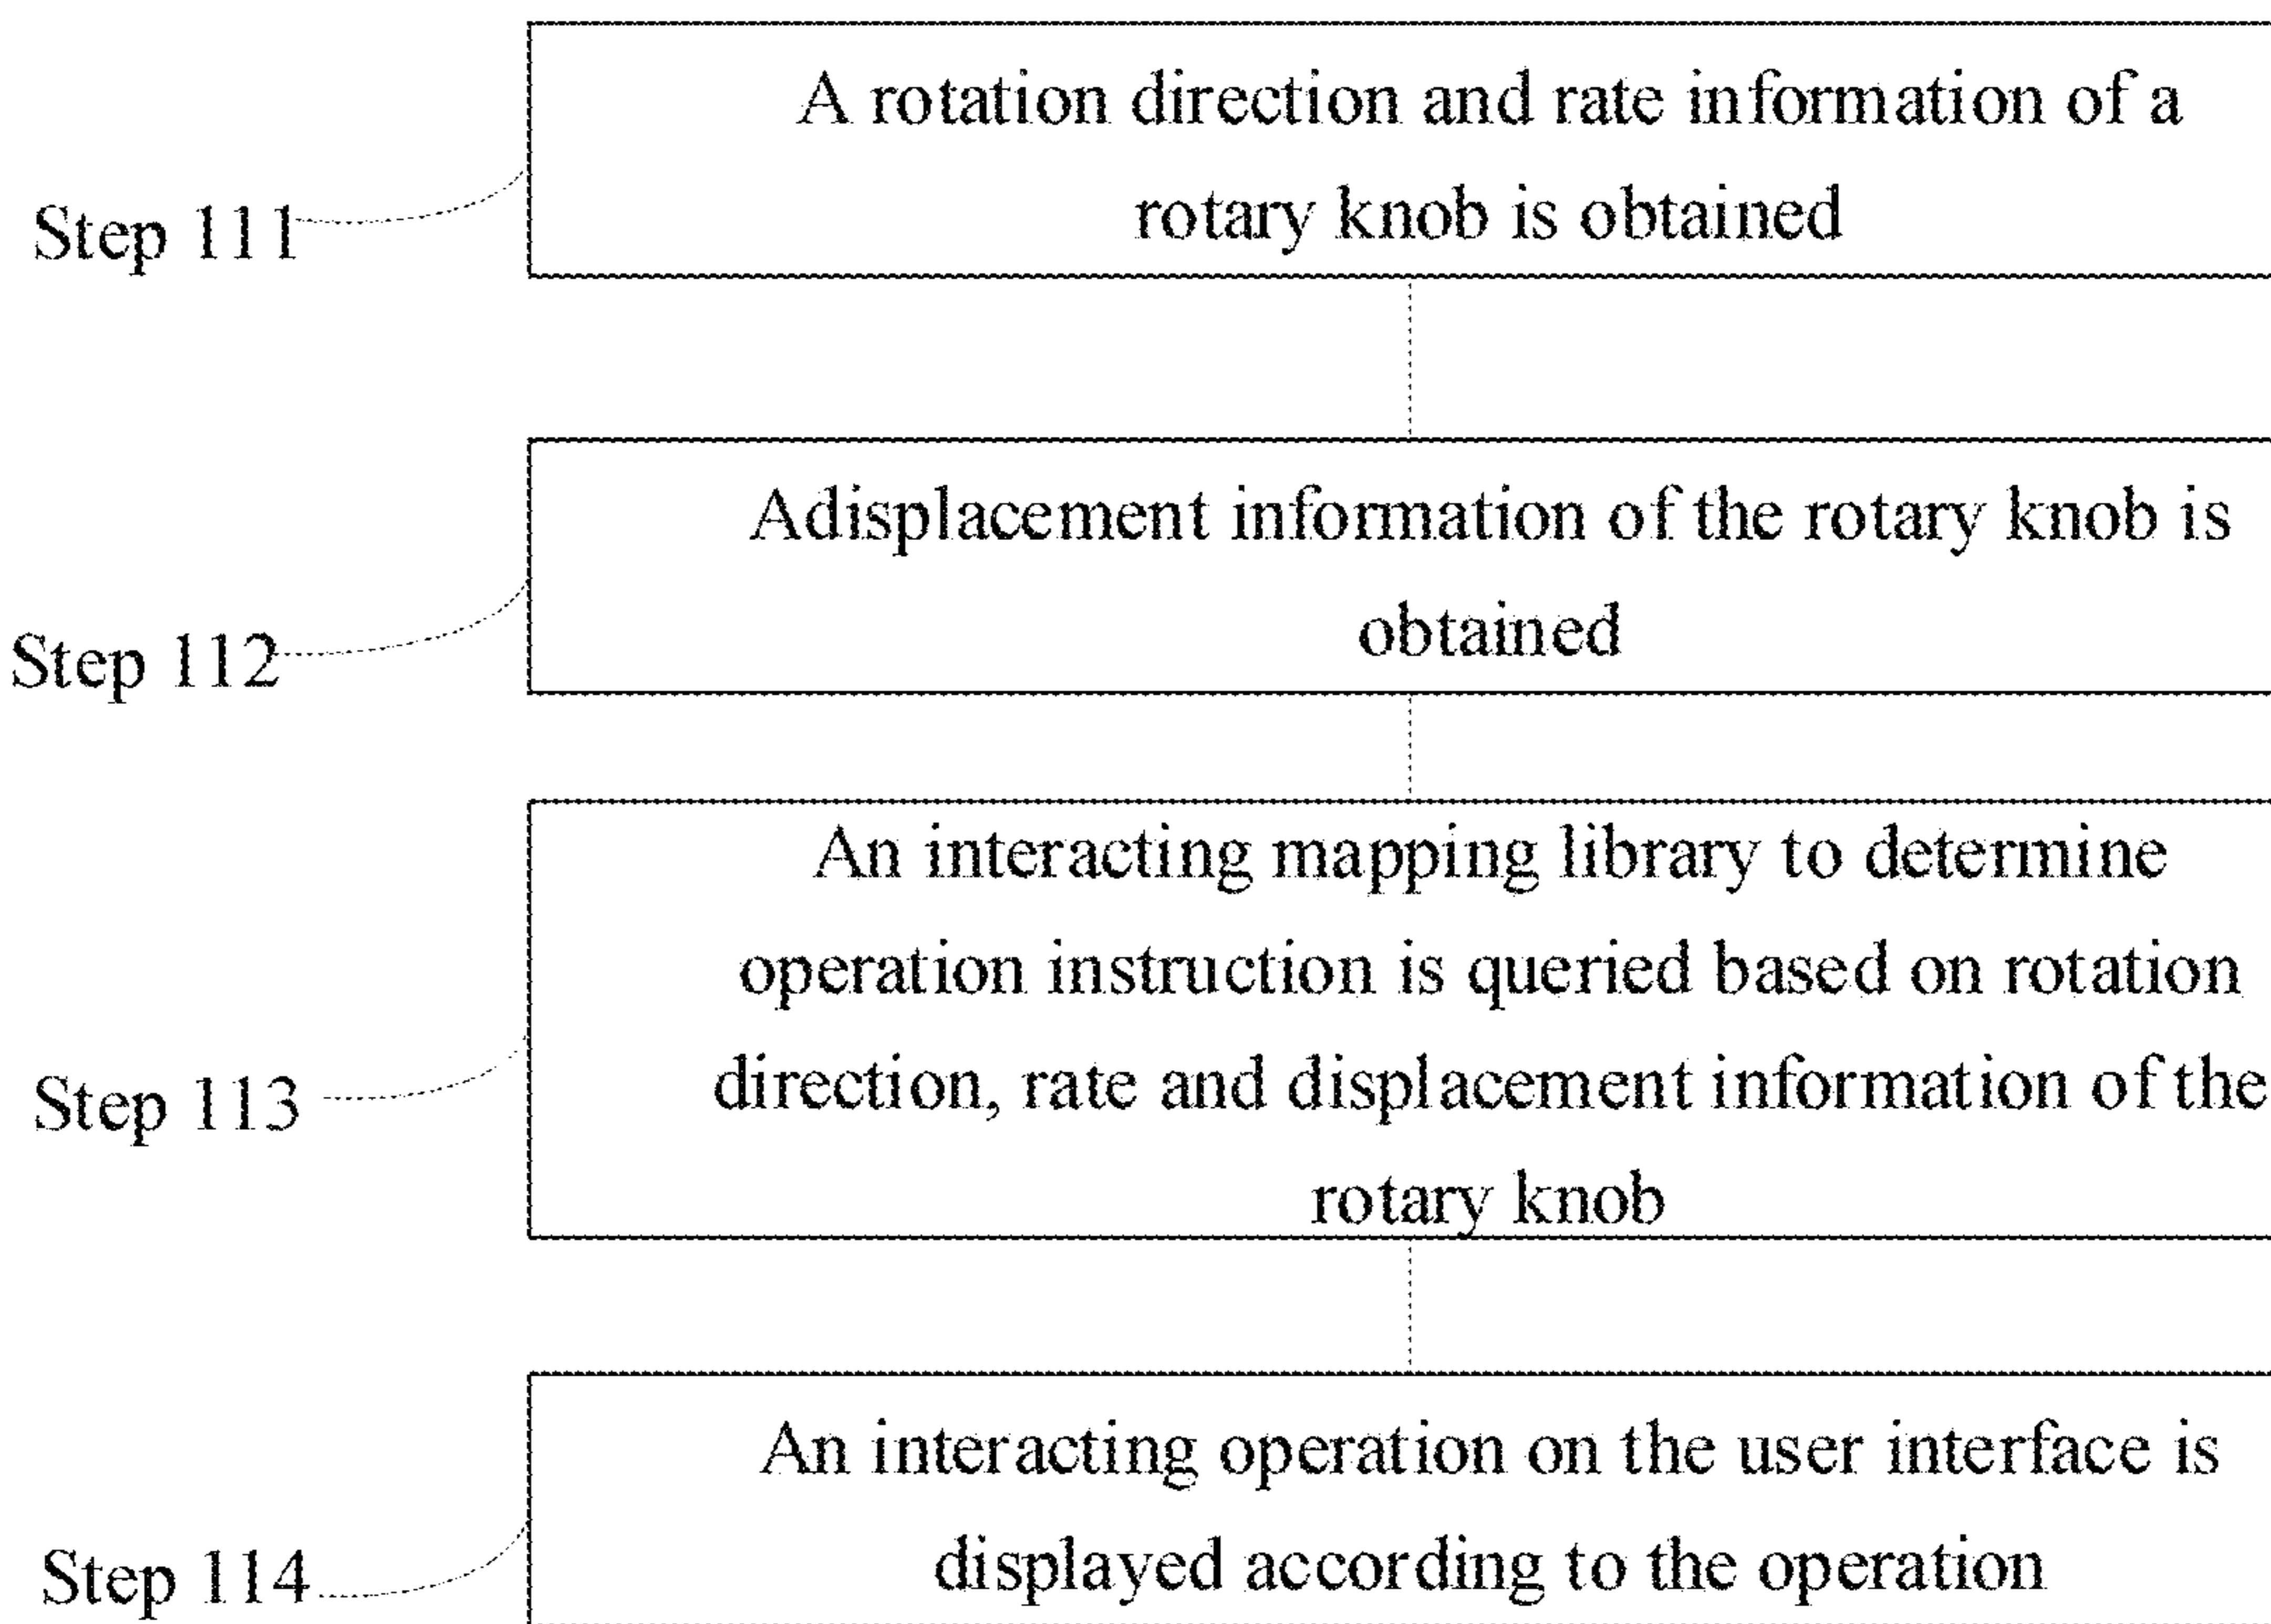 A rotation direction and rate information of a
rotary knob is obtained
Step 111
Adisplacement information of the rotary knob is
obtained
Step 112
An interacting mapping library to determine
operation instruction is queried based on rotation
direction, rate and displacement information of the
rotary knob
Step 113
An interacting operation on the user interface is
displayed according to the operation
Step 114